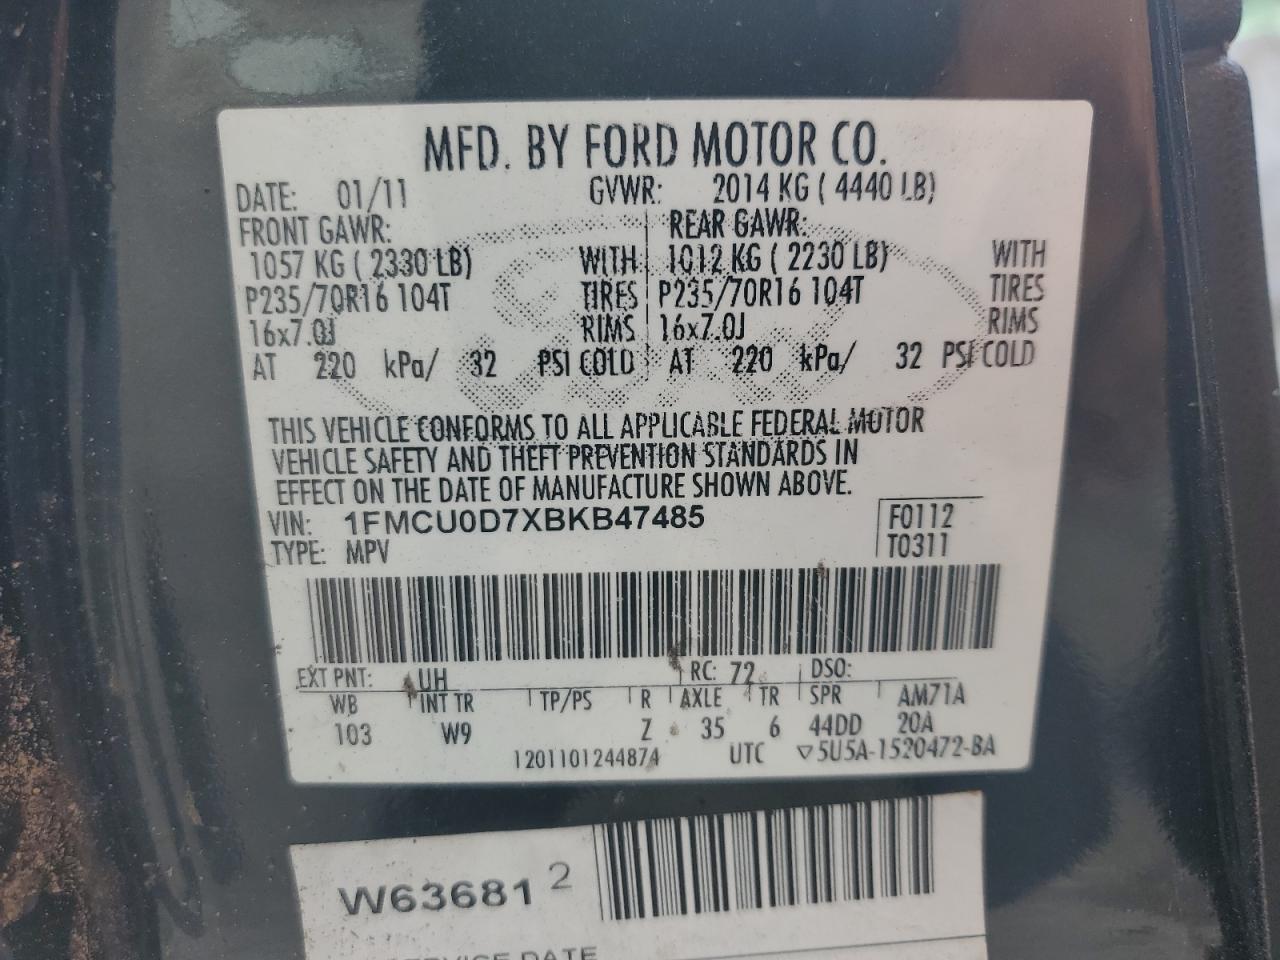 MFD. BY FORD MOTOR CO.
DATE: 01/11 GVWR: 2014 KG ( 4440 LB)
FRONT GAWR: REAR GAWR:
1057 KG ( 2330 LB) WITH 1012 KG ( 2230 LB) WITH
P235/70R16 104T TIRES P235/70R16 104T TIRES
16x7.0J RIMS 16x7.0J RIMS
AT 220 kPa/ 32 PSI COLD AT 220 kPa/ 32 PSI COLD
THIS VEHICLE CONFORMS TO ALL APPLICABLE FEDERAL MOTOR
VEHICLE SAFETY AND THEFT PREVENTION STANDARDS IN
EFFECT ON THE DATE OF MANUFACTURE SHOWN ABOVE.
VIN: 1FMCU0D7XBKB47485 F0112
TYPE: MPV T0311
EXT PNT: UH RC: 72 DSO:
WB INT TR TP/PS R AXLE TR SPR AM71A
103 W9 Z 35 6 44DD 20A
1201101244874 UTC ▽5U5A-1520472-BA
W63681 2
SERVICE DATE